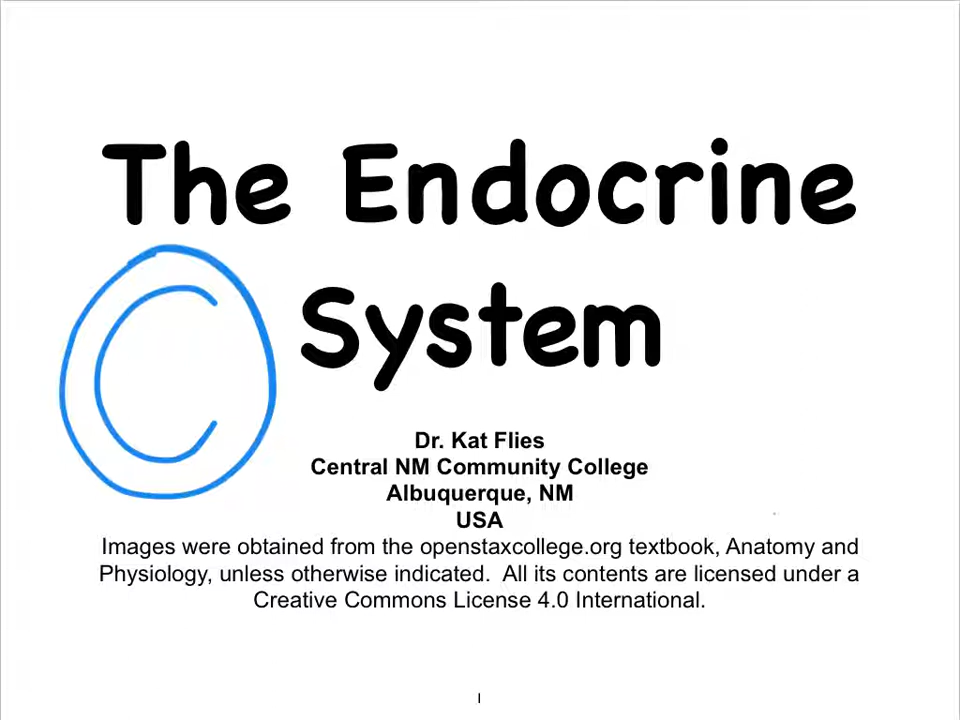 The Endocrine
System
C
Dr. Kat Flies
Central NM Community College
Albuquerque, NM
USA
Images were obtained from the openstaxcollege.org textbook, Anatomy and
Physiology, unless otherwise indicated.  All its contents are licensed under a
Creative Commons License 4.0 International.
1